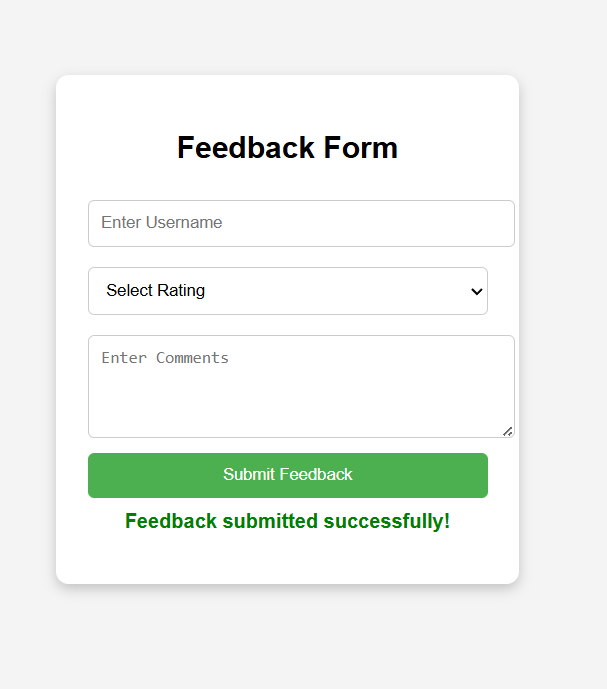 Feedback Form
Enter Username
Select Rating
Enter Comments
Submit Feedback
Feedback submitted successfully!